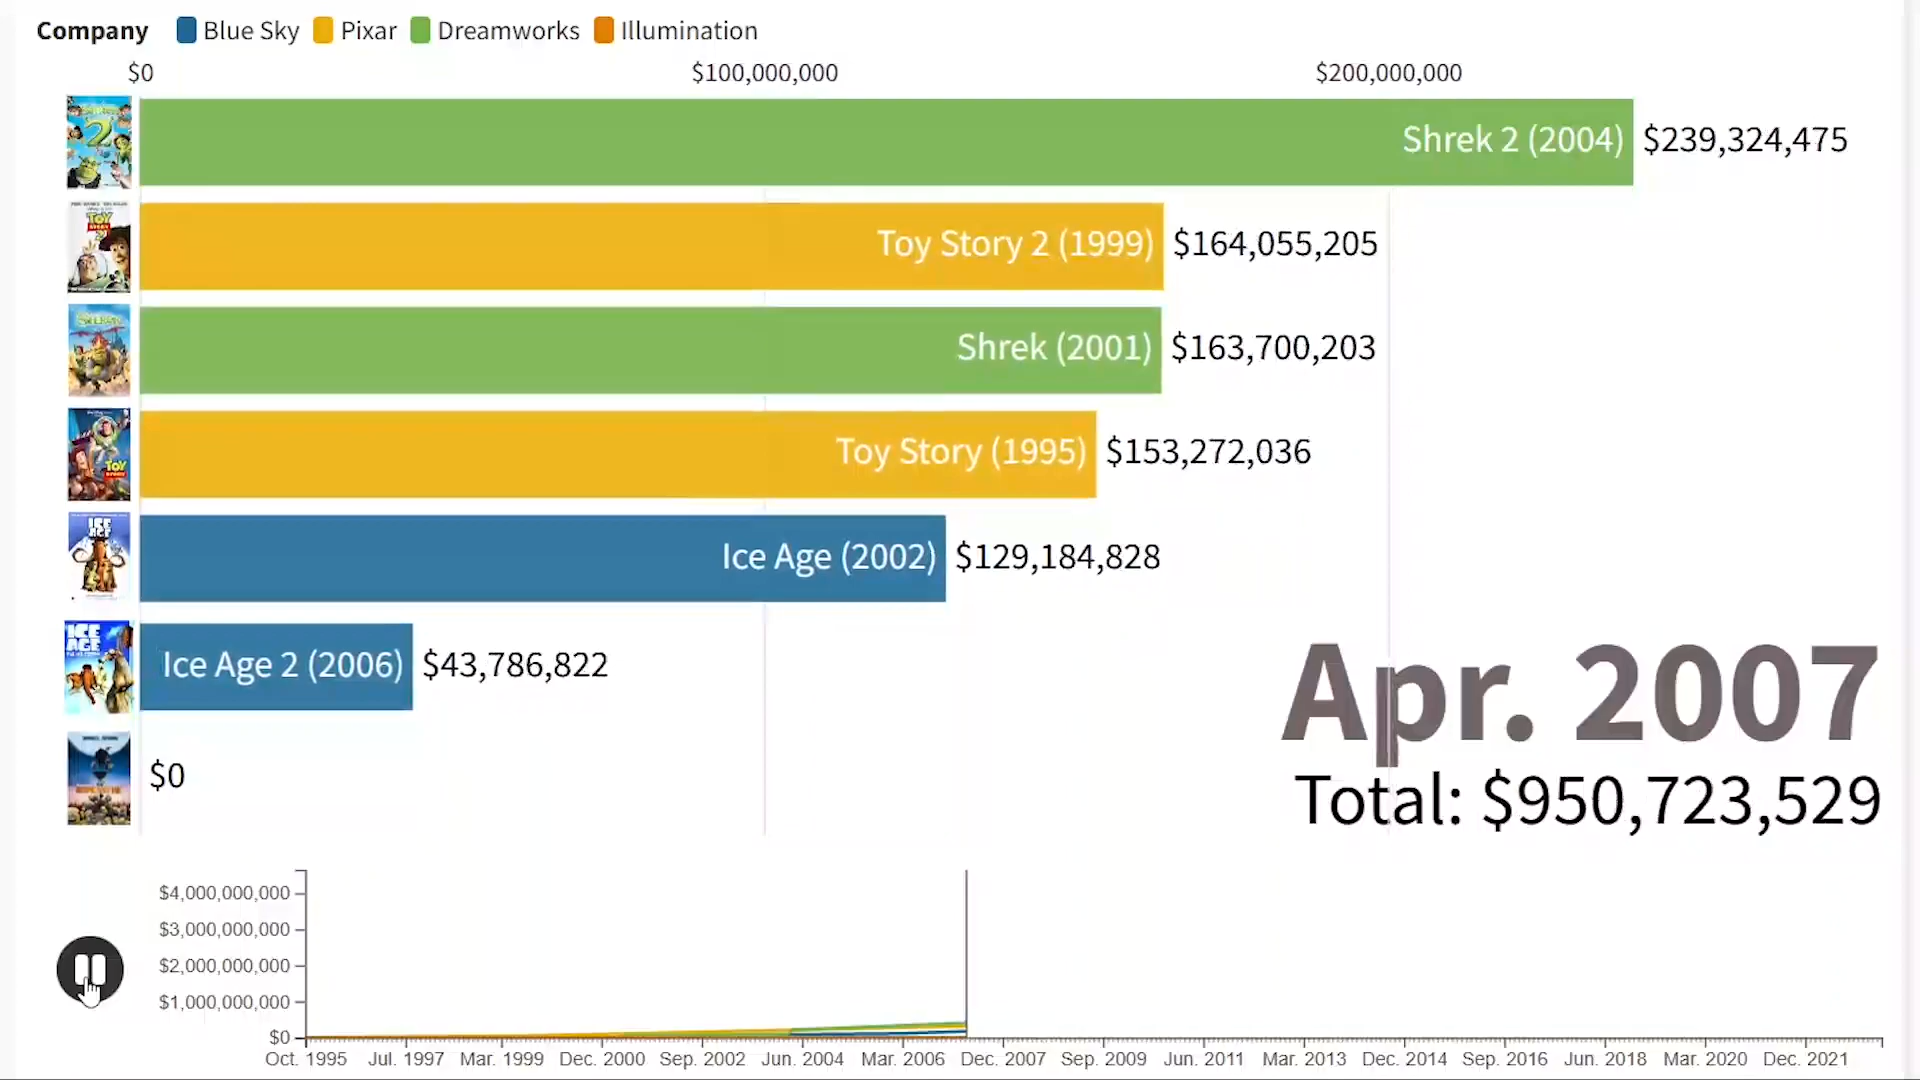 Company Blue Sky Pixar Dreamworks Illumination
$0 $100,000,000 $200,000,000
Shrek 2 (2004) $239,324,475
Toy Story 2 (1999) $164,055,205
Shrek (2001) $163,700,203
Toy Story (1995) $153,272,036
Ice Age (2002) $129,184,828
Ice Age 2 (2006) $43,786,822
$0
Apr. 2007
Total: $950,723,529
$4,000,000,000
$3,000,000,000
$2,000,000,000
$1,000,000,000
$0
Oct. 1995 Jul. 1997 Mar. 1999 Dec. 2000 Sep. 2002 Jun. 2004 Mar. 2006 Dec. 2007 Sep. 2009 Jun. 2011 Mar. 2013 Dec. 2014 Sep. 2016 Jun. 2018 Mar. 2020 Dec. 2021